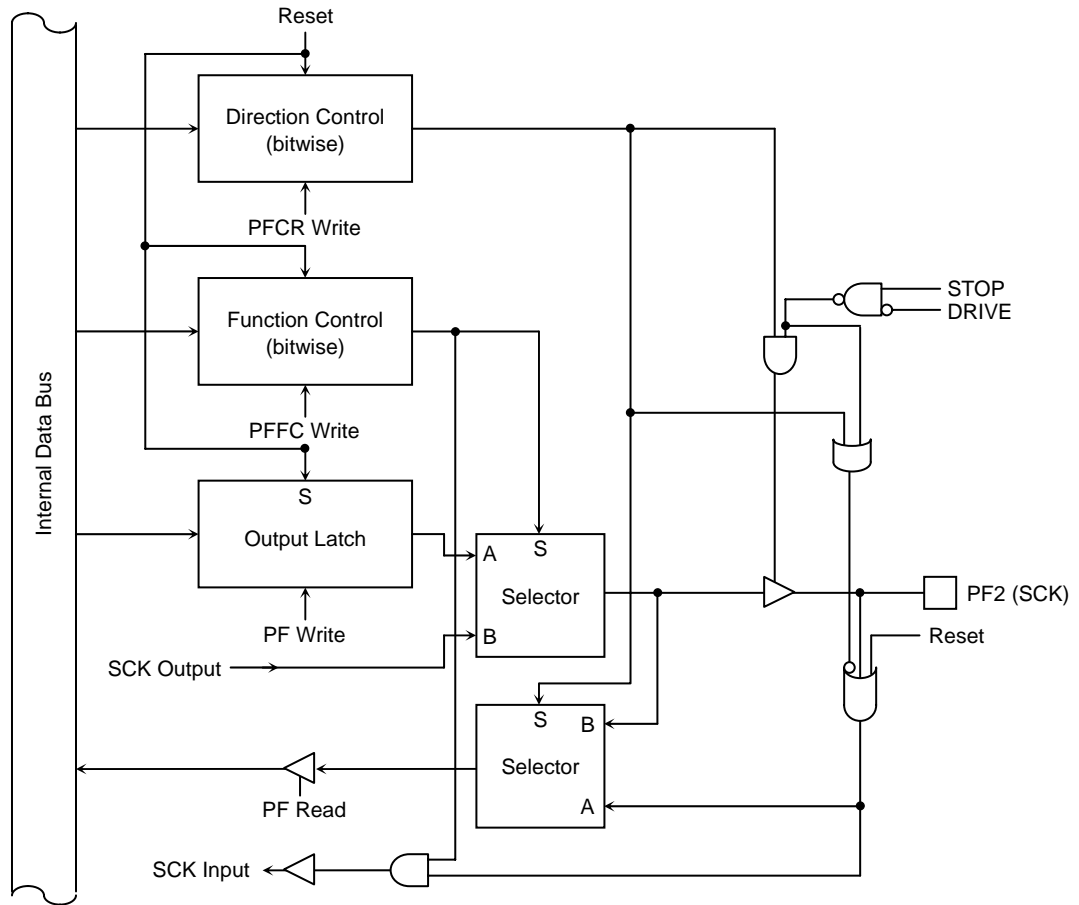 Reset
Direction Control
(bitwise)
PFCR Write
STOP
DRIVE
Function Control
(bitwise)
PFFC Write
Internal Data Bus
S
Output Latch
PF Write
A
S
Selector
B
PF2 (SCK)
Reset
SCK Output
S
B
Selector
A
PF Read
SCK Input